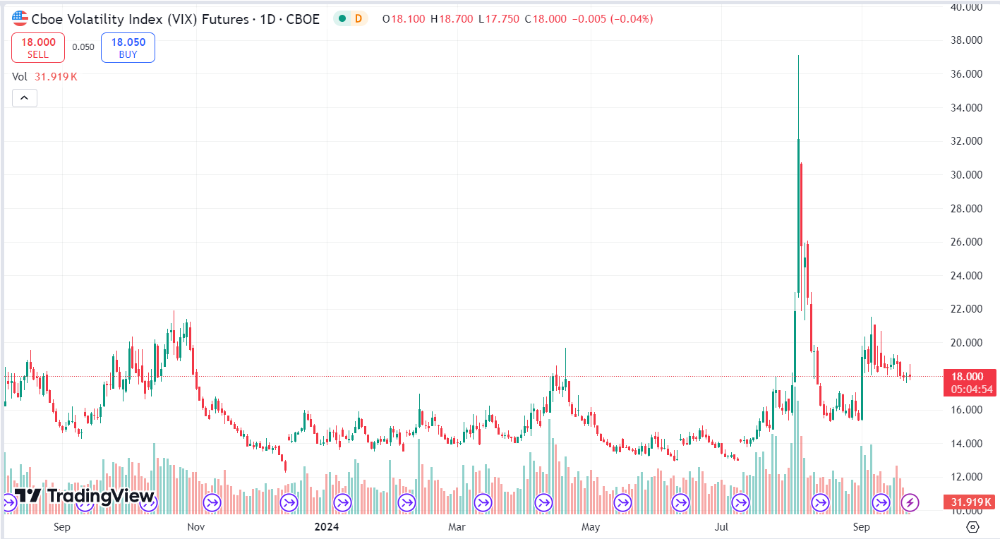 Cboe Volatility Index (VIX) Futures · 1D · CBOE D O18.100 H18.700 L17.750 C18.000 −0.005 (−0.04%)
18.000 SELL 0.050 18.050 BUY
Vol 31.919K
40.000
38.000
36.000
34.000
32.000
30.000
28.000
26.000
24.000
22.000
20.000
18.000
05:04:54
16.000
14.000
12.000
31.919K
10.000
TradingView
Sep Nov 2024 Mar May Jul Sep